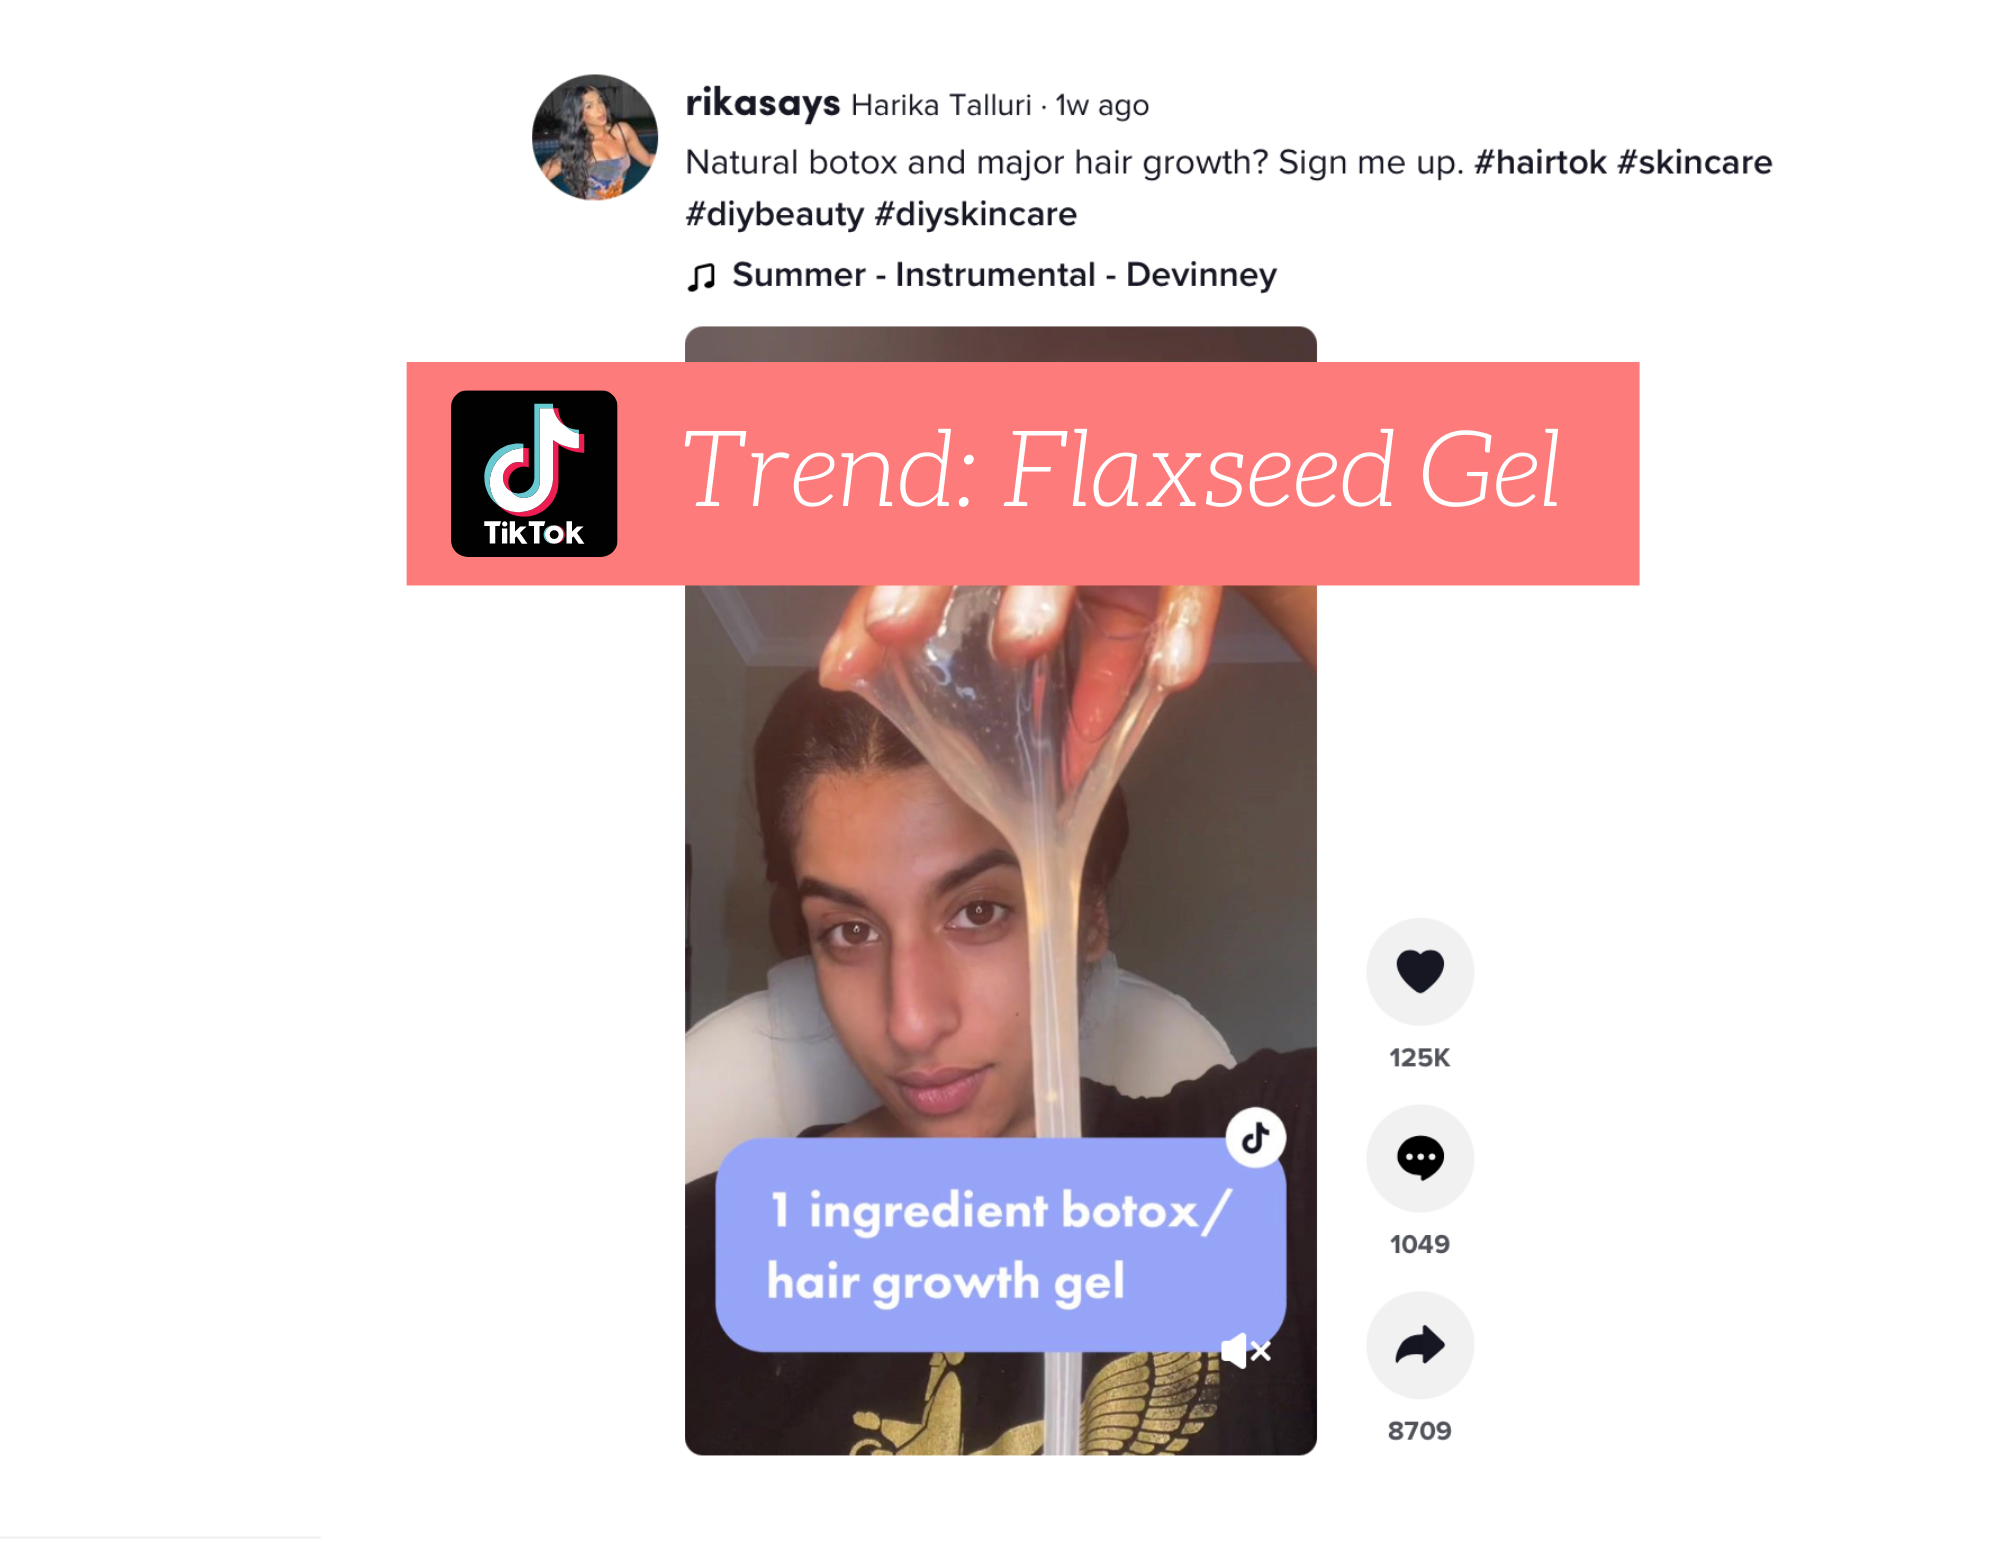 rikasays Harika Talluri · 1w ago
Natural botox and major hair growth? Sign me up. #hairtok #skincare
#diybeauty #diyskincare
Summer - Instrumental - Devinney
TikTok
Trend: Flaxseed Gel
1 ingredient botox/
hair growth gel
125K
1049
8709